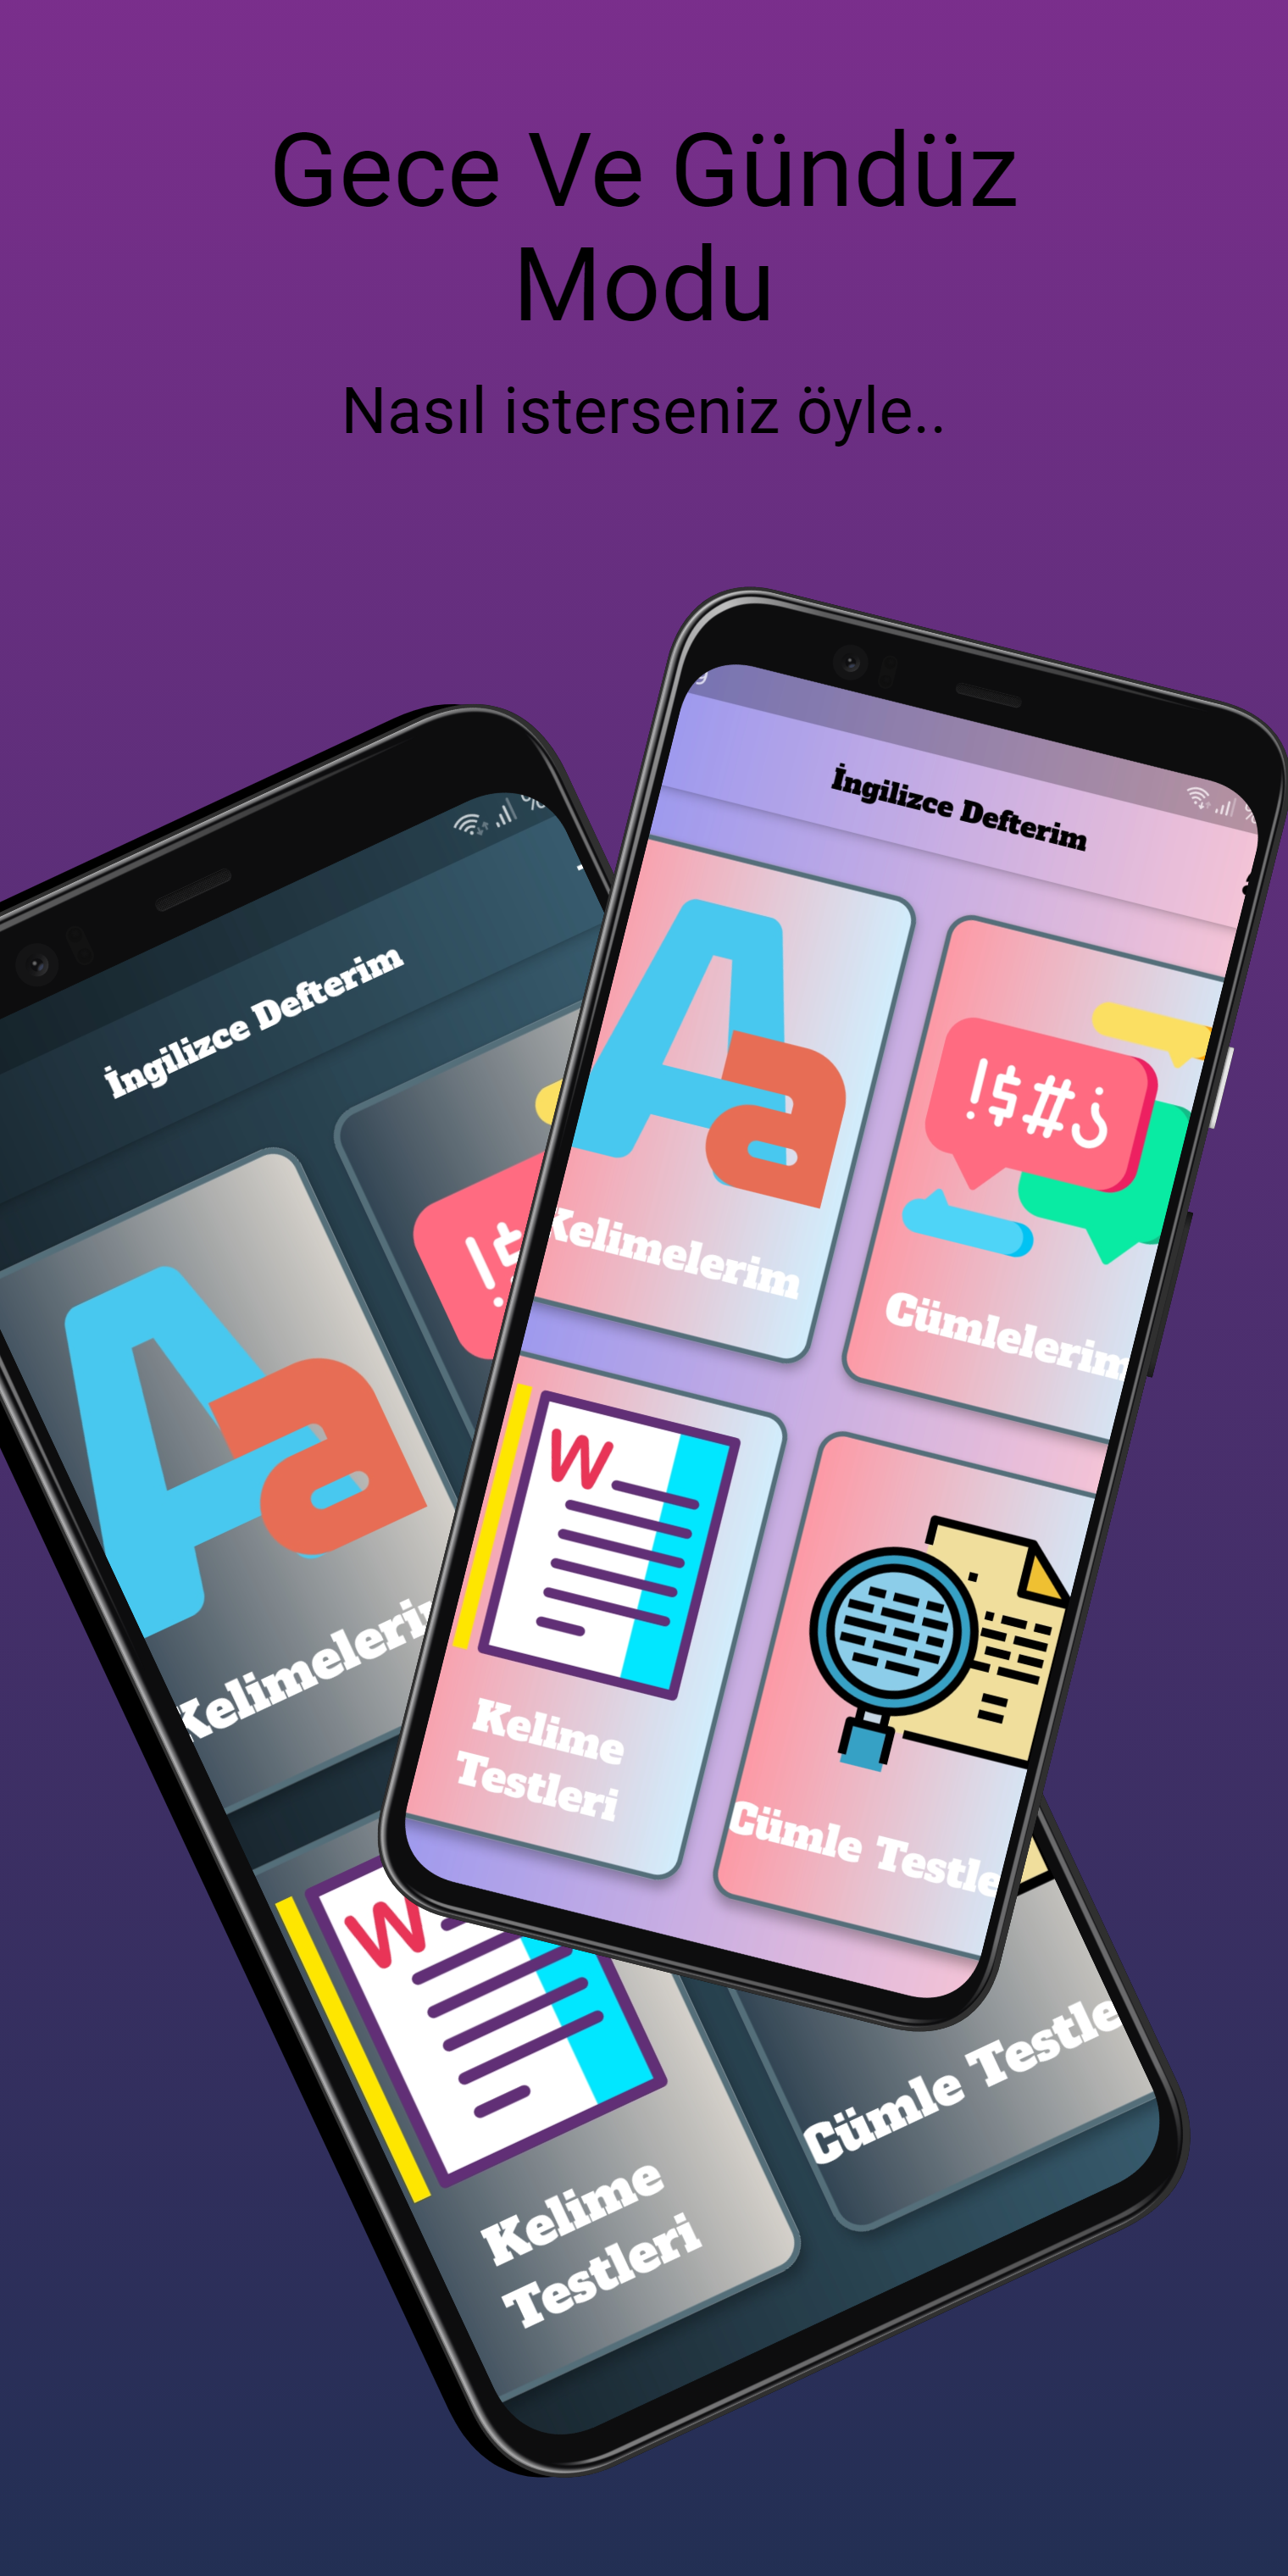 Gece Ve Gündüz
Modu
Nasıl isterseniz öyle..
İngilizce Defterim
Kelimelerim
!$#¿
Cümlelerim
W
Kelime
Testleri
Cümle Testle
İngilizce Defterim
!$
Kelimeleri
W
Kelime
Testleri
Cümle Testle